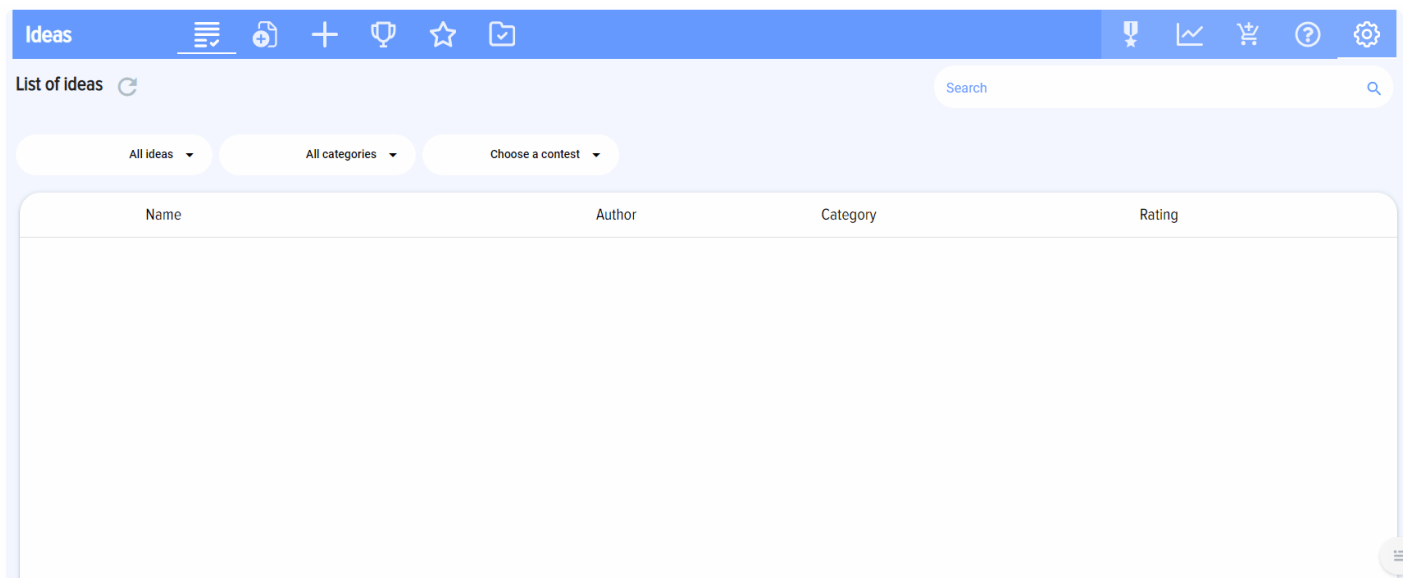 Ideas
List of ideas
Search
All ideas All categories Choose a contest
Name Author Category Rating